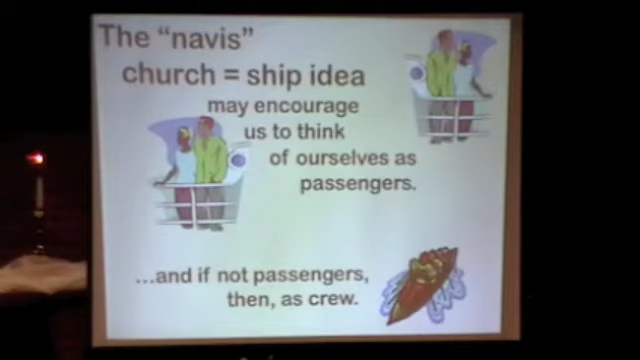 The “navis”
church = ship idea
may encourage
us to think
of ourselves as
passengers.
...and if not passengers,
then, as crew.